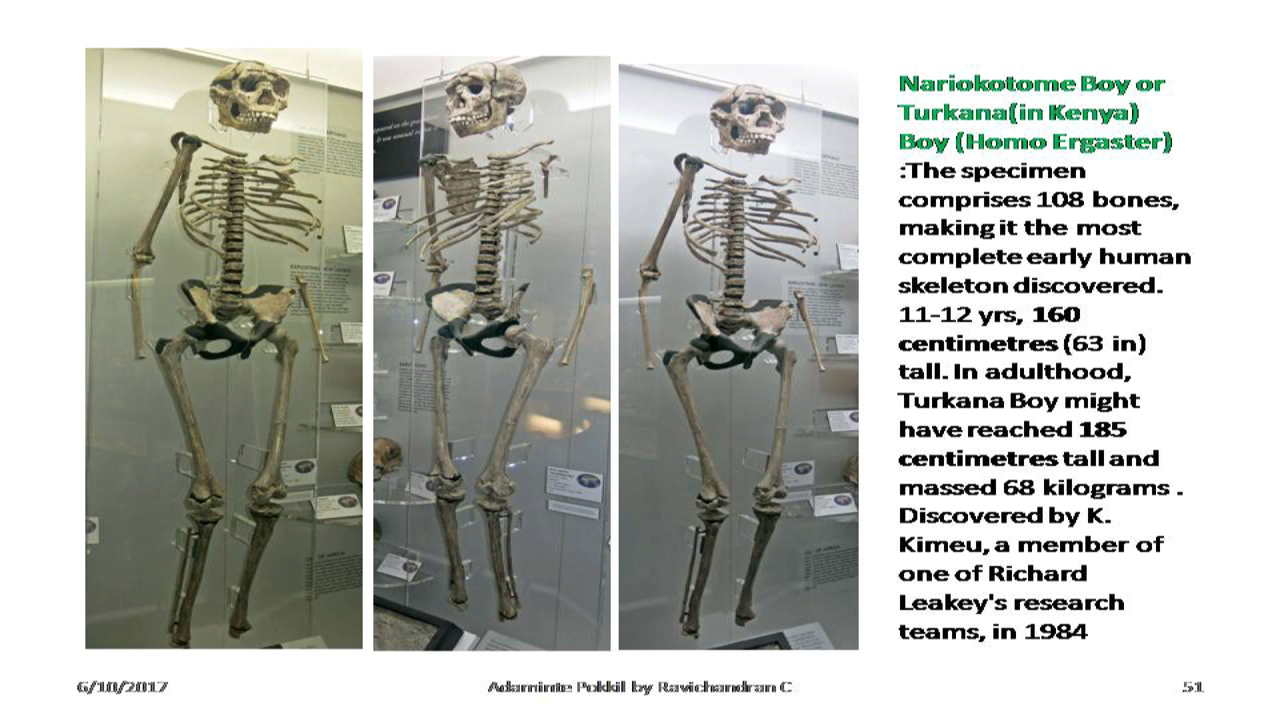 Nariokotome Boy or
Turkana(in Kenya)
Boy (Homo Ergaster)
:The specimen
comprises 108 bones,
making it the most
complete early human
skeleton discovered.
11-12 yrs, 160
centimetres (63 in)
tall. In adulthood,
Turkana Boy might
have reached 185
centimetres tall and
massed 68 kilograms .
Discovered by K.
Kimeu, a member of
one of Richard
Leakey's research
teams, in 1984
6/10/2017 Adaminte Pokkil by Ravichandran C 51